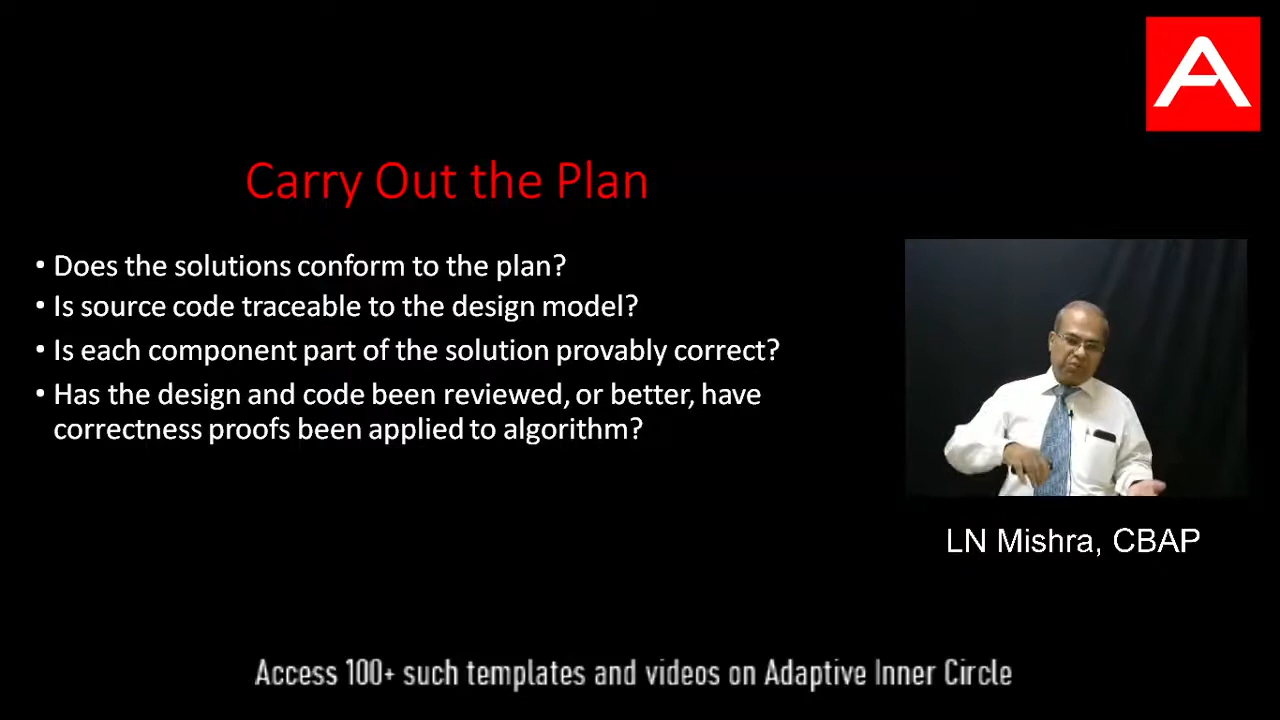 A
Carry Out the Plan
• Does the solutions conform to the plan?
• Is source code traceable to the design model?
• Is each component part of the solution provably correct?
• Has the design and code been reviewed, or better, have
correctness proofs been applied to algorithm?
LN Mishra, CBAP
Access 100+ such templates and videos on Adaptive Inner Circle